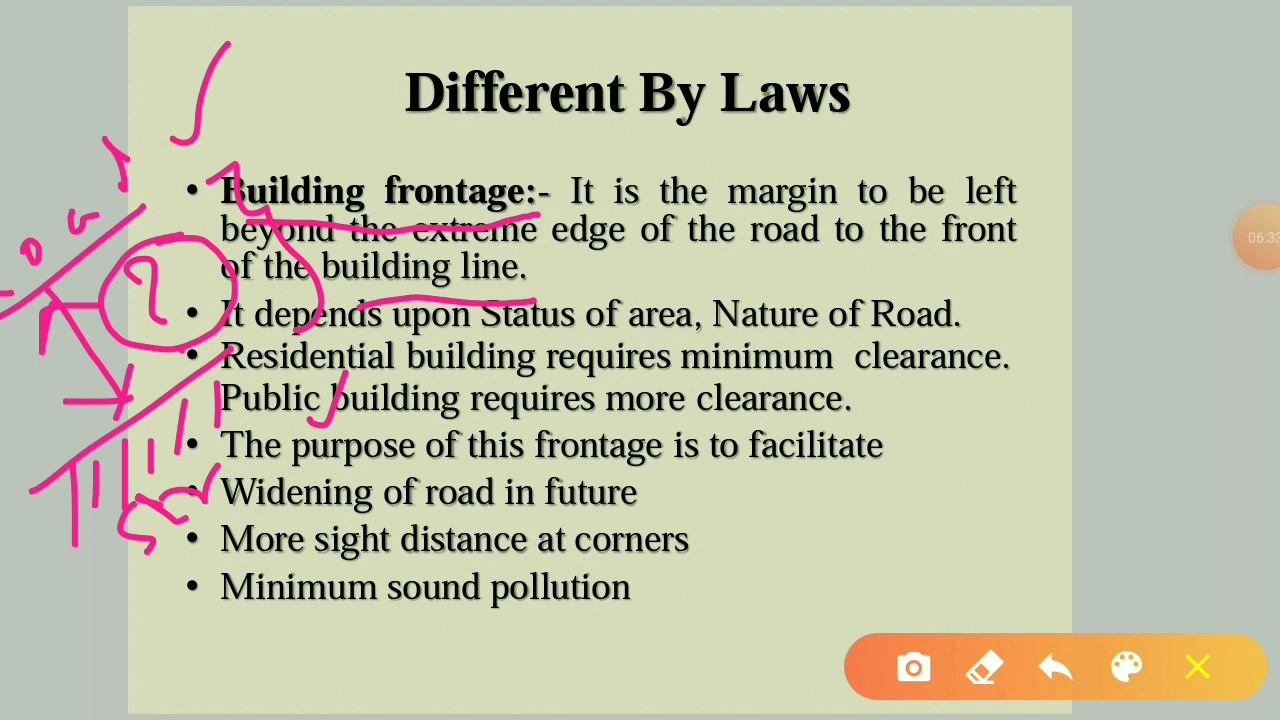 Different By Laws
• Building frontage:- It is the margin to be left
beyond the extreme edge of the road to the front
of the building line.
• It depends upon Status of area, Nature of Road.
• Residential building requires minimum clearance.
Public building requires more clearance.
• The purpose of this frontage is to facilitate
• Widening of road in future
• More sight distance at corners
• Minimum sound pollution
06:33